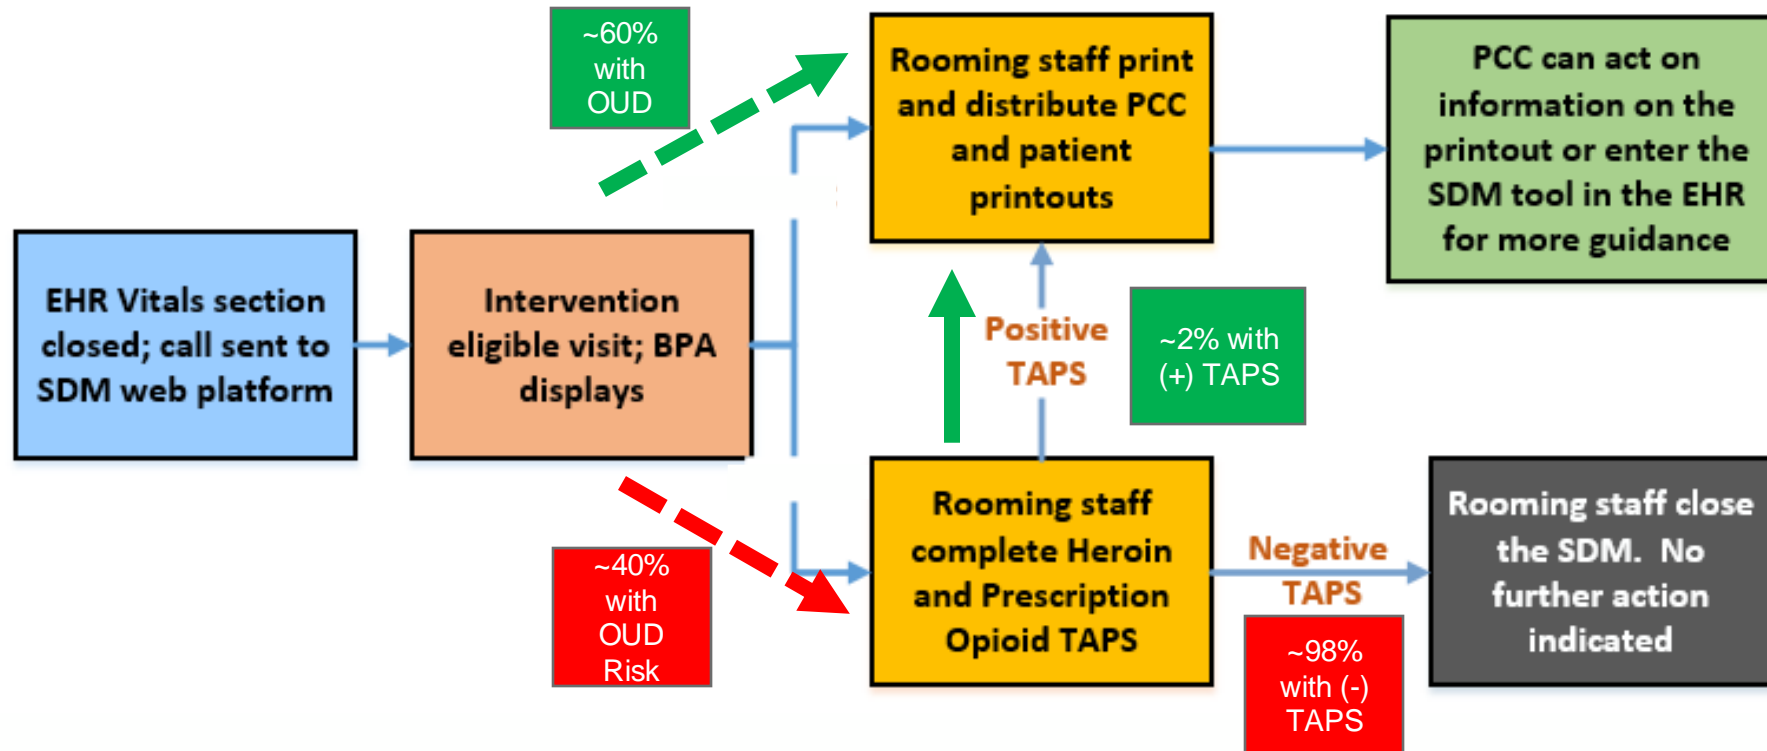 ~60%
with
OUD
Rooming staff print
and distribute PCC
and patient
printouts
PCC can act on
information on the
printout or enter the
SDM tool in the EHR
for more guidance
EHR Vitals section
closed; call sent to
SDM web platform
Intervention
eligible visit; BPA
displays
Positive
TAPS
~2% with
(+) TAPS
~40%
with
OUD
Risk
Rooming staff
complete Heroin
and Prescription
Opioid TAPS
Negative
TAPS
~98%
with (-)
TAPS
Rooming staff close
the SDM.  No
further action
indicated